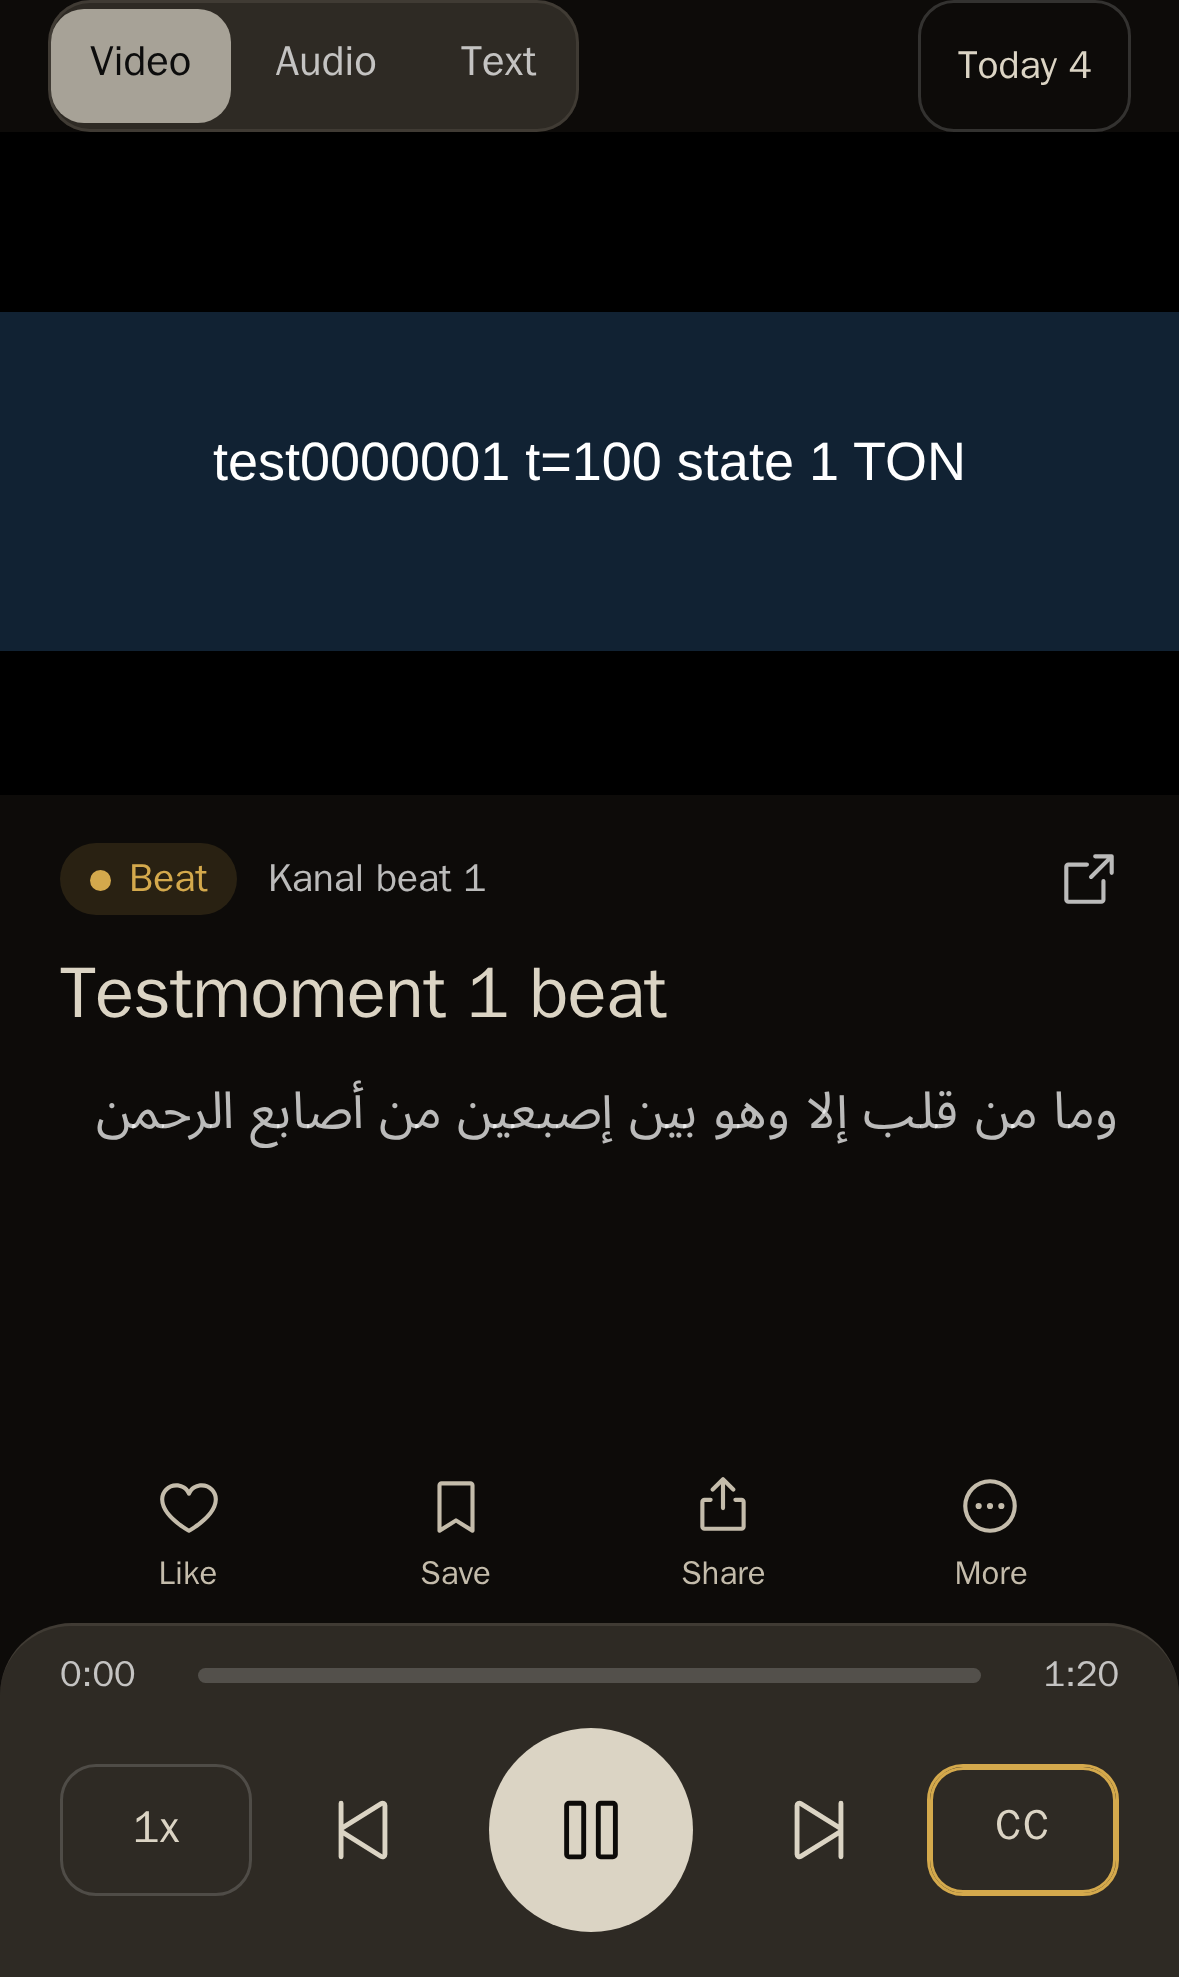 Video Audio Text Today 4
test0000001 t=100 state 1 TON
Beat Kanal beat 1
Testmoment 1 beat
وما من قلب إلا وهو بين إصبعين من أصابع الرحمن
Like Save Share More
0:00 1:20
1x CC